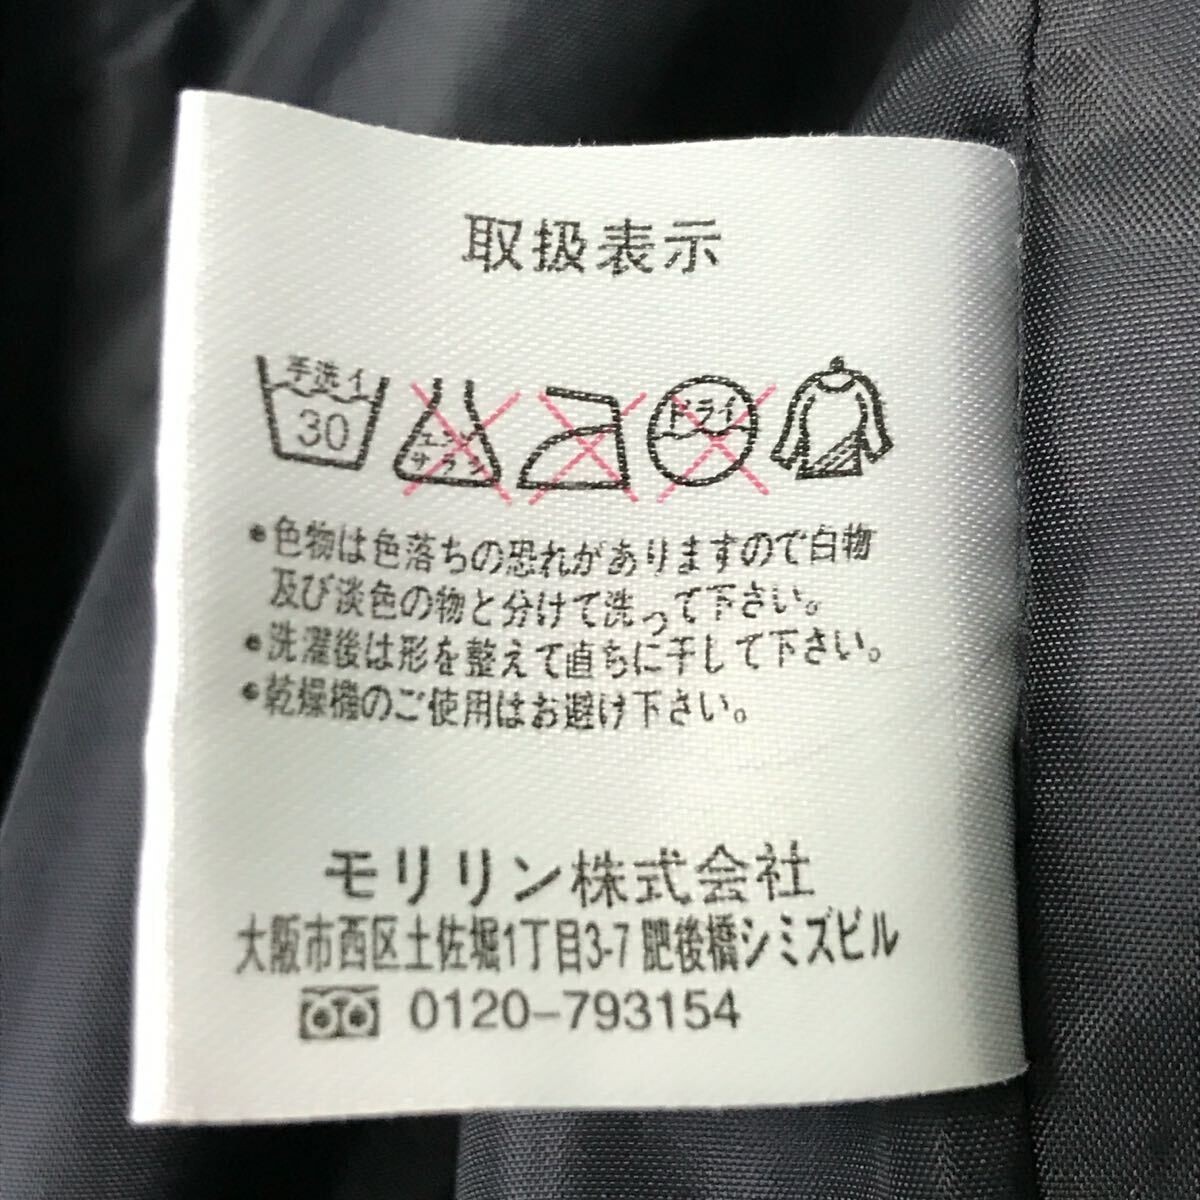 取扱表示
手洗イ
30
エンソ
サラシ
ドライ
•色物は色落ちの恐れがありますので白物
及び淡色の物と分けて洗って下さい。
•洗濯後は形を整えて直ちに干して下さい。
•乾燥機のご使用はお避け下さい。
モリリン株式会社
大阪市西区土佐堀1丁目3-7 肥後橋シミズビル
0120-793154